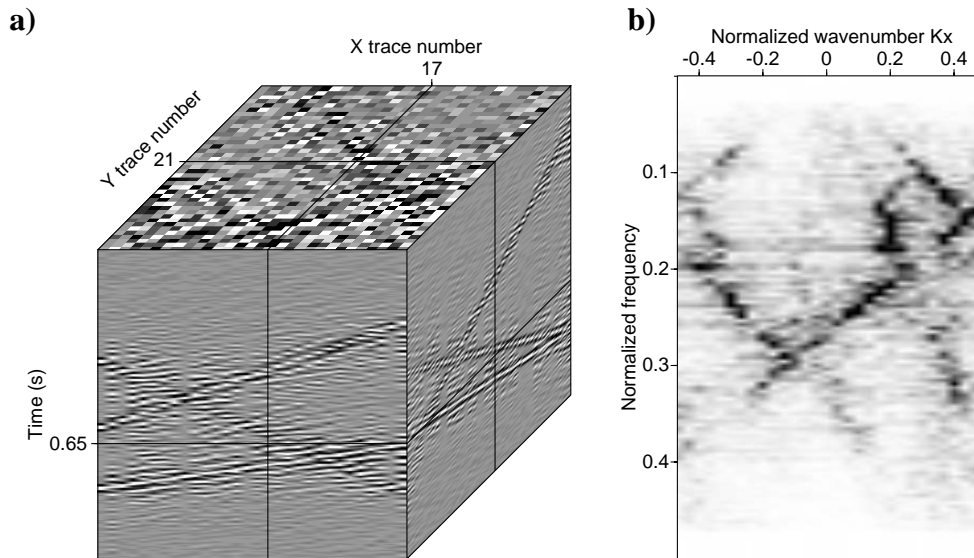 a)
X trace number
17
Y trace number
21
Time (s)
0.65
b)
Normalized wavenumber Kx
-0.4 -0.2 0 0.2 0.4
Normalized frequency
0.1
0.2
0.3
0.4